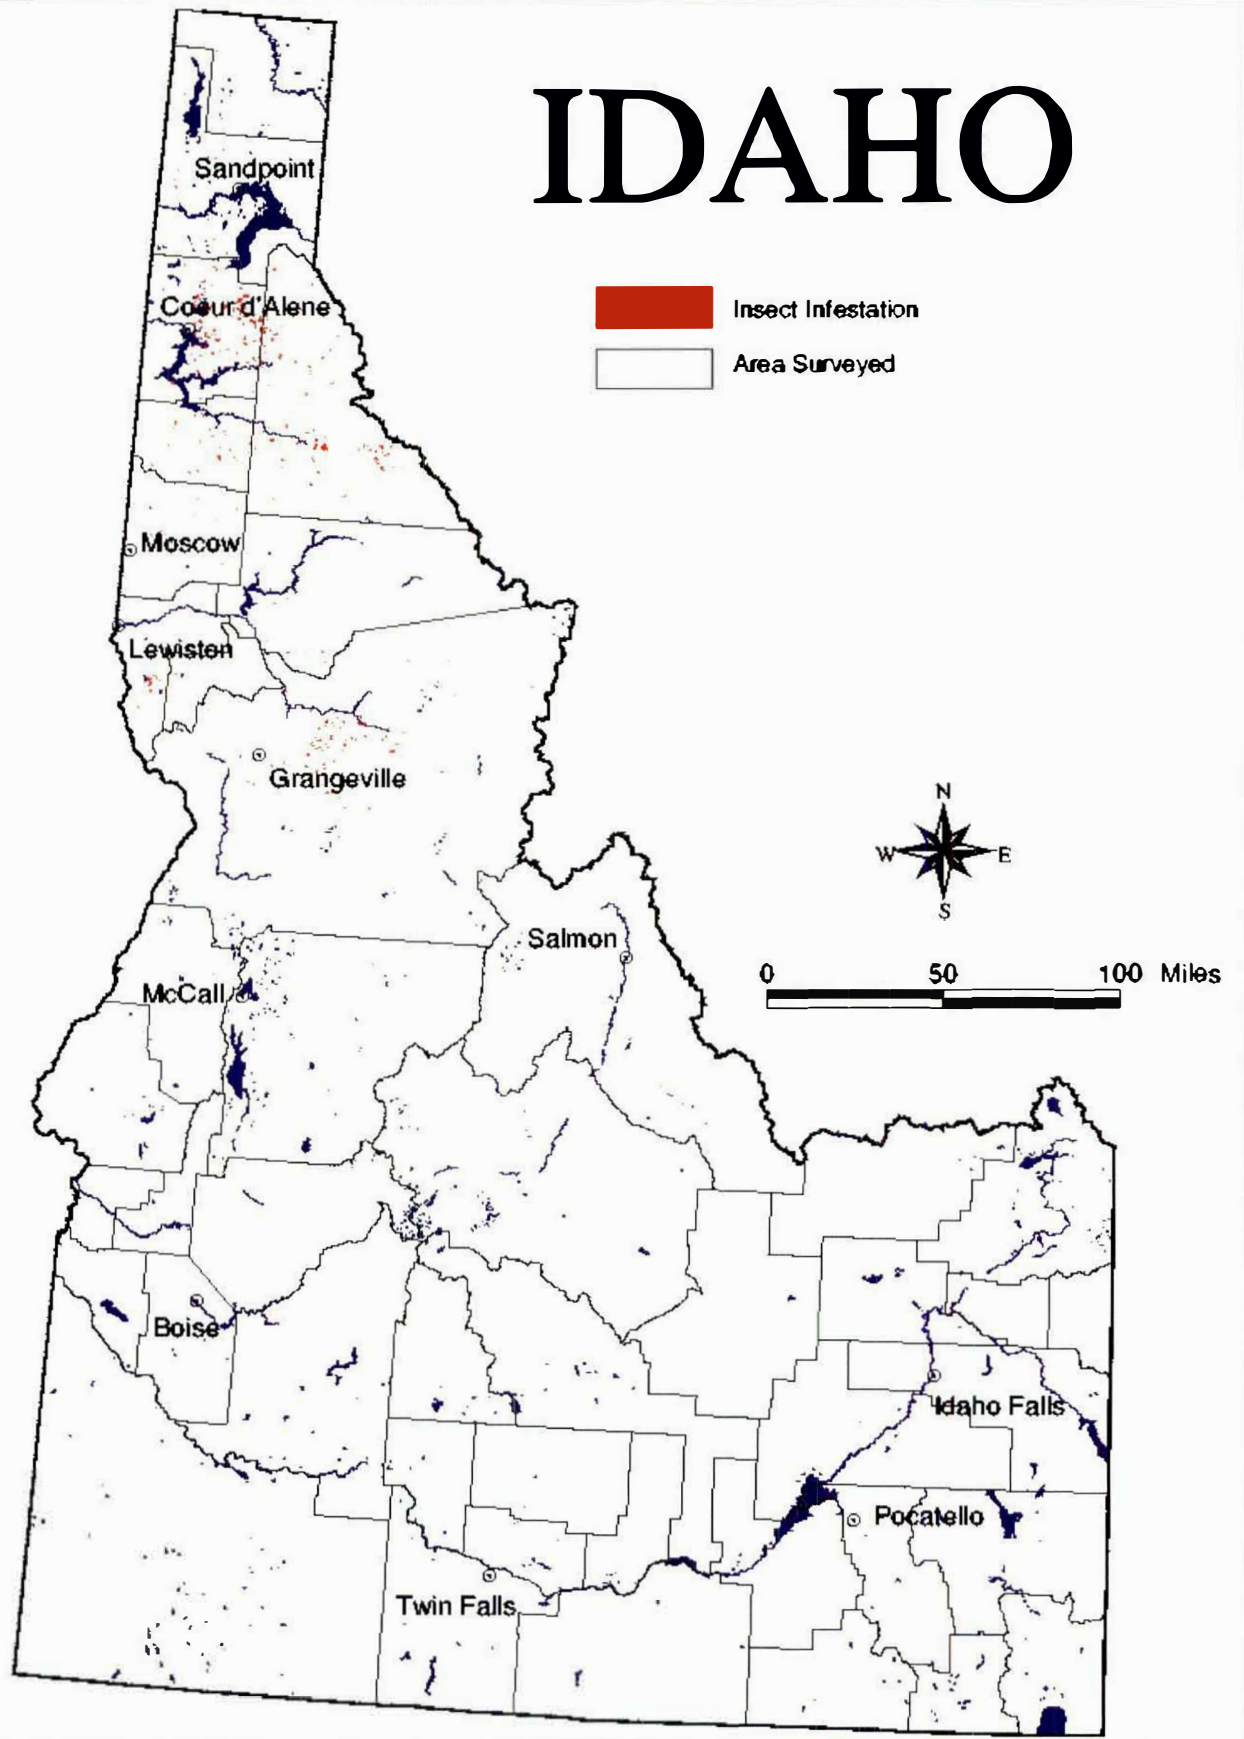 IDAHO
Sandpoint
Coeur d'Alene
Insect Infestation
Area Surveyed
Moscow
Lewiston
Grangeville
N
W E
S
Salmon
0 50 100 Miles
McCall
Boise
Idaho Falls
Pocatello
Twin Falls